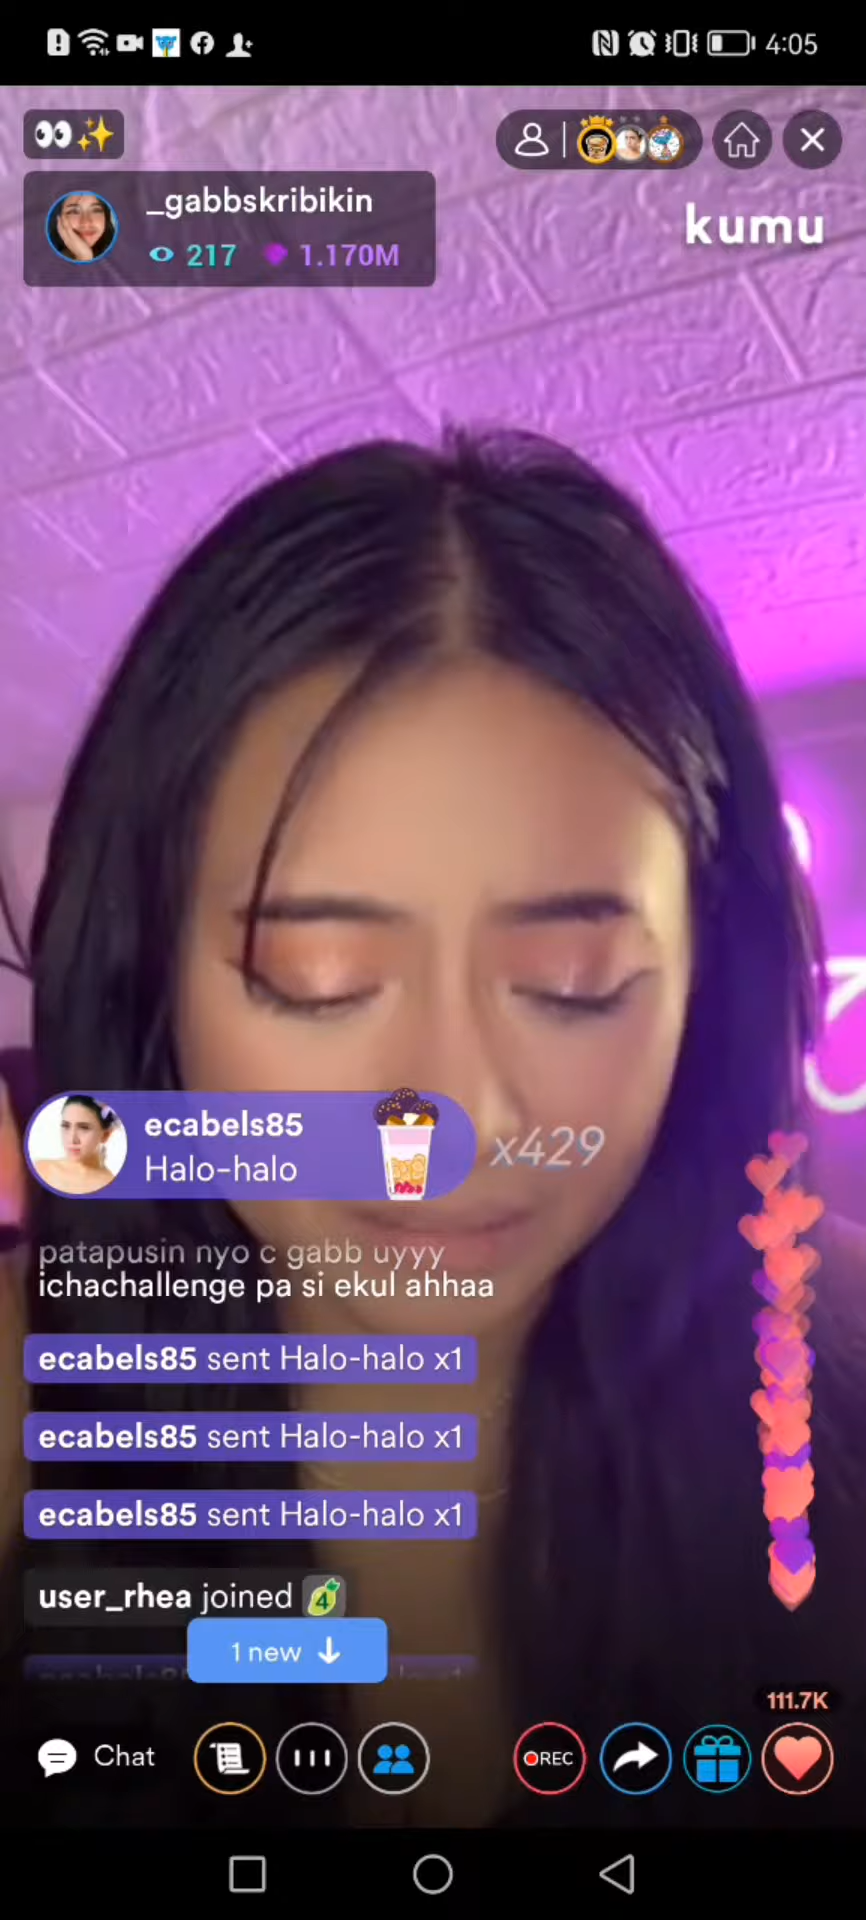 4:05
_gabbskribikin
217 1.170M
kumu
ecabels85
Halo-halo
x429
patapusin nyo c gabb uyyy
ichachallenge pa si ekul ahhaa
ecabels85 sent Halo-halo x1
ecabels85 sent Halo-halo x1
ecabels85 sent Halo-halo x1
user_rhea joined 4
1 new
111.7K
Chat
REC